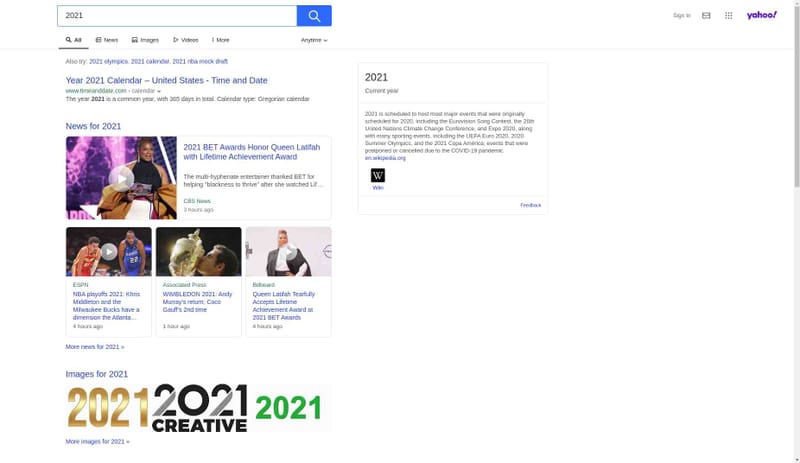 2021
Sign In
yahoo!
All
News
Images
Videos
More
Anytime
Also try: 2021 olympics, 2021 calendar, 2021 nba mock draft
Year 2021 Calendar – United States - Time and Date
www.timeanddate.com › calendar
The year 2021 is a common year, with 365 days in total. Calendar type: Gregorian calendar
News for 2021
2021 BET Awards Honor Queen Latifah
with Lifetime Achievement Award
The multi-hyphenate entertainer thanked BET for
helping "blackness to thrive" after she watched Lif ...
CBS News
3 hours ago
ESPN
NBA playoffs 2021: Khris
Middleton and the
Milwaukee Bucks have a
dimension the Atlanta...
4 hours ago
Associated Press
WIMBLEDON 2021: Andy
Murray's return; Coco
Gauff's 2nd time
1 hour ago
Billboard
Queen Latifah Tearfully
Accepts Lifetime
Achievement Award at
2021 BET Awards
4 hours ago
More news for 2021 »
Images for 2021
2021
2021
CREATIVE
2021
More Images for 2021 »
2021
Current year
2021 is scheduled to host most major events that were originally
scheduled for 2020, including the Eurovision Song Contest, the 26th
United Nations Climate Change Conference, and Expo 2020, along
with many sporting events, including the UEFA Euro 2020, 2020
Summer Olympics, and the 2021 Copa América; events that were
postponed or canceled due to the COVID-19 pandemic.
en.wikipedia.org
W
Wiki
Feedback